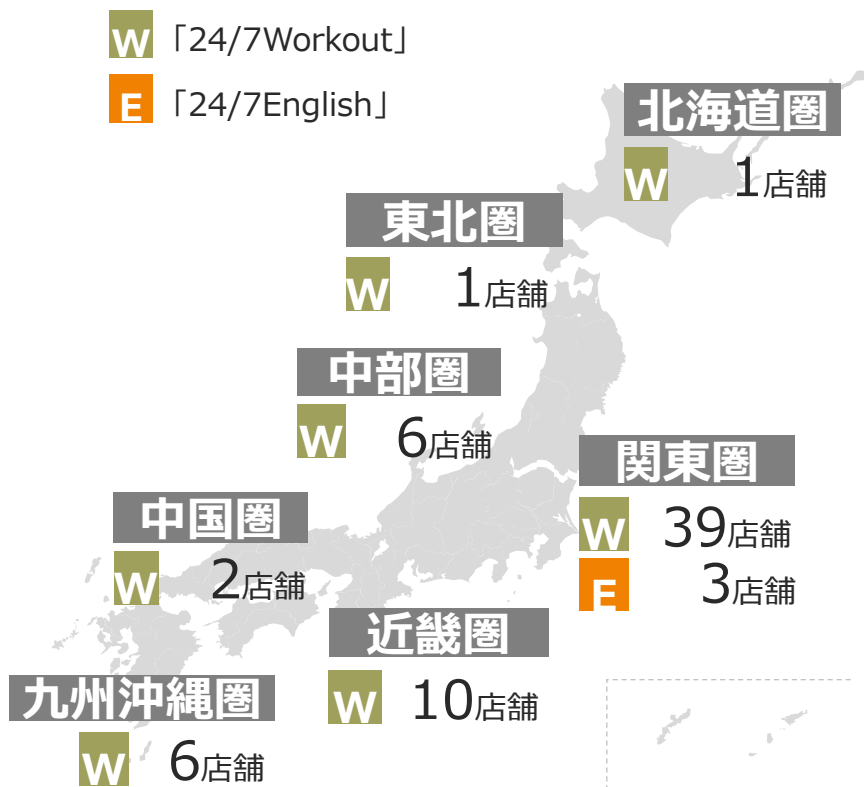 W 「24/7Workout」
E 「24/7English」
北海道圏
W 1店舗
東北圏
W 1店舗
中部圏
W 6店舗
関東圏
W 39店舗
E 3店舗
中国圏
W 2店舗
近畿圏
W 10店舗
九州沖縄圏
W 6店舗